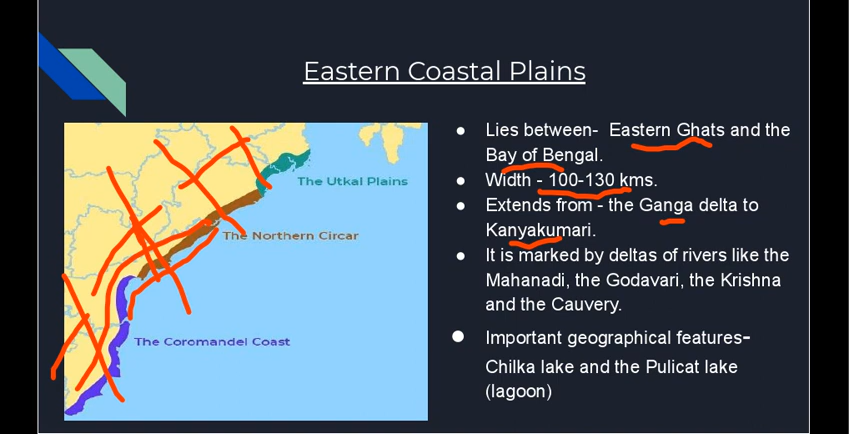 Eastern Coastal Plains
The Utkal Plains
The Northern Circar
The Coromandel Coast
● Lies between-  Eastern Ghats and the
Bay of Bengal.
● Width - 100-130 kms.
● Extends from - the Ganga delta to
Kanyakumari.
● It is marked by deltas of rivers like the
Mahanadi, the Godavari, the Krishna
and the Cauvery.
● Important geographical features-
Chilka lake and the Pulicat lake
(lagoon)